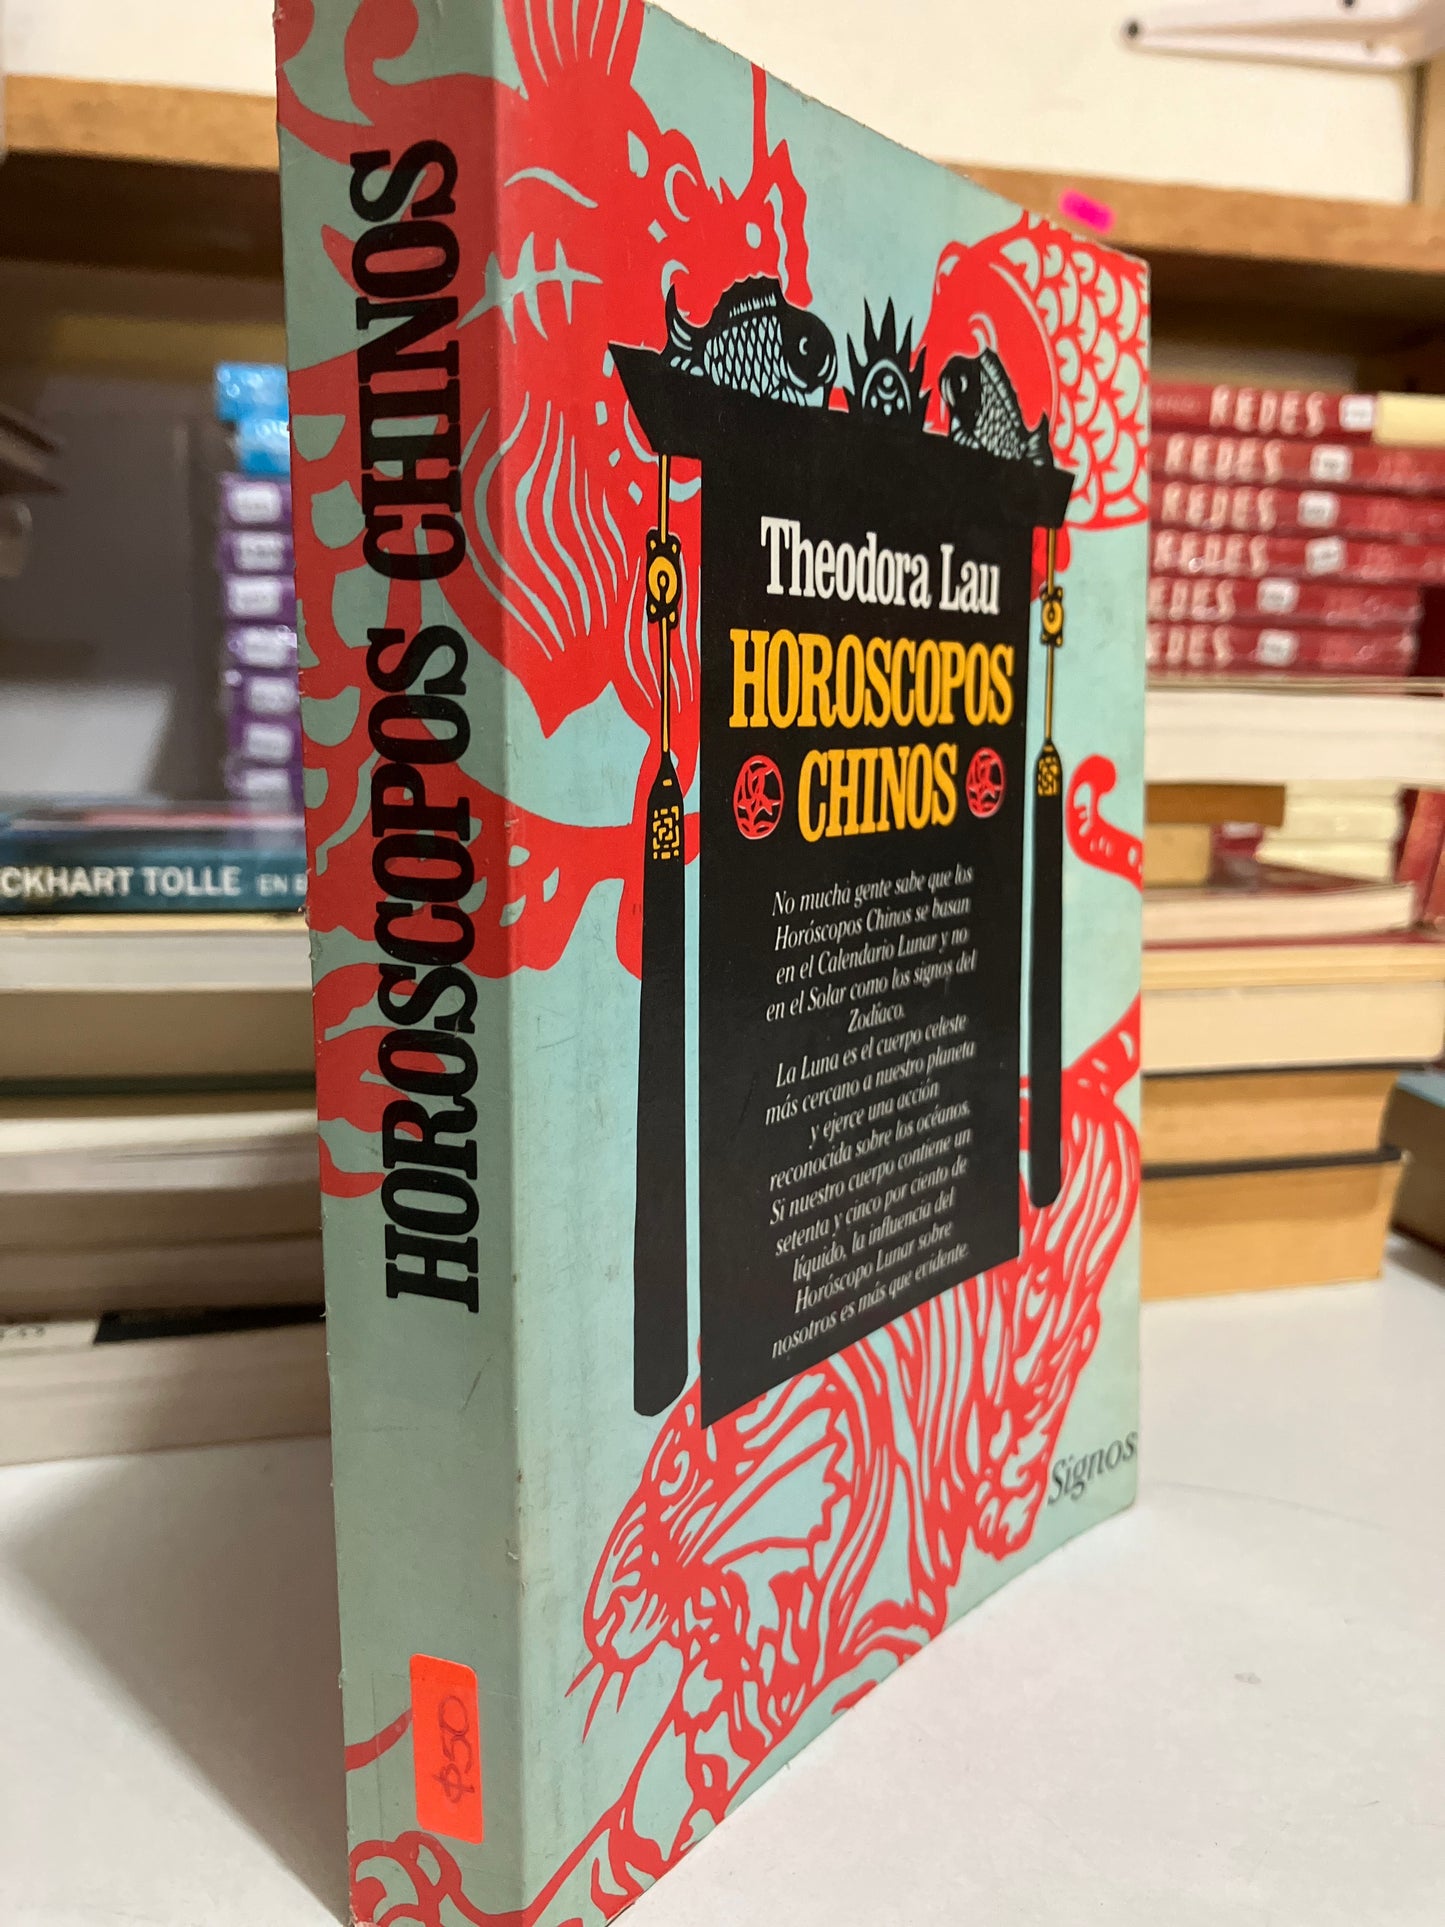 HOROSCOPOS CHINOS
$50
Theodora Lau
HOROSCOPOS
CHINOS
No mucha gente sabe que los
Horóscopos Chinos se basan
en el Calendario Lunar y no
en el Solar como los signos del
Zodíaco.
La Luna es el cuerpo celeste
más cercano a nuestro planeta
y ejerce una acción
reconocida sobre los océanos.
Si nuestro cuerpo contiene un
setenta y cinco por ciento de
líquido, la influencia del
Horóscopo Lunar sobre
nosotros es más que evidente.
Signos
CKHART TOLLE EN E
REDES
REDES
REDES
REDES
REDES
REDES